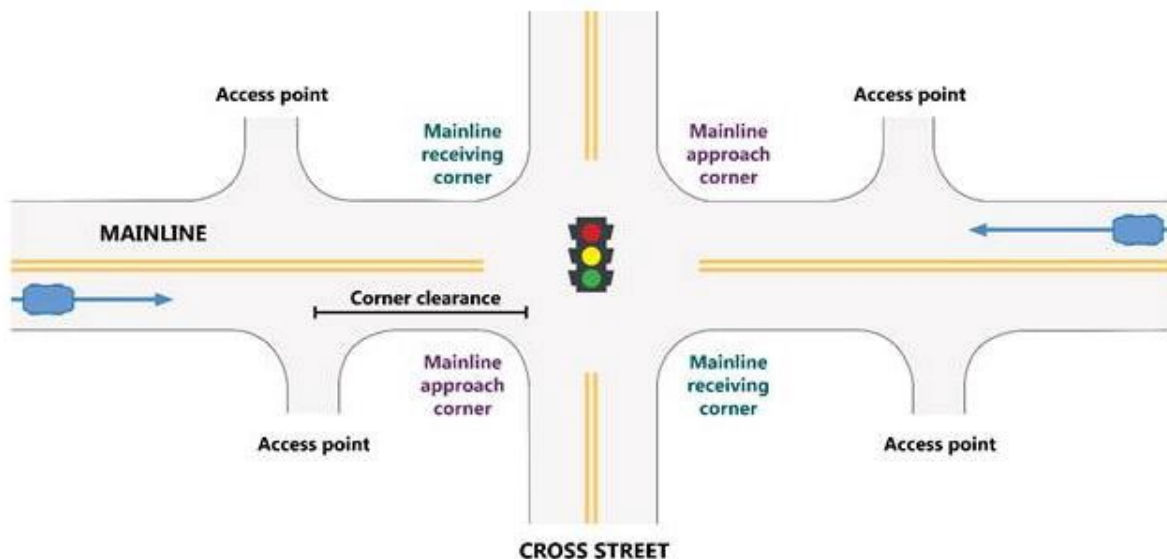 Access point
Access point
Mainline
receiving
corner
Mainline
approach
corner
MAINLINE
Corner clearance
Mainline
approach
corner
Mainline
receiving
corner
Access point
Access point
CROSS STREET